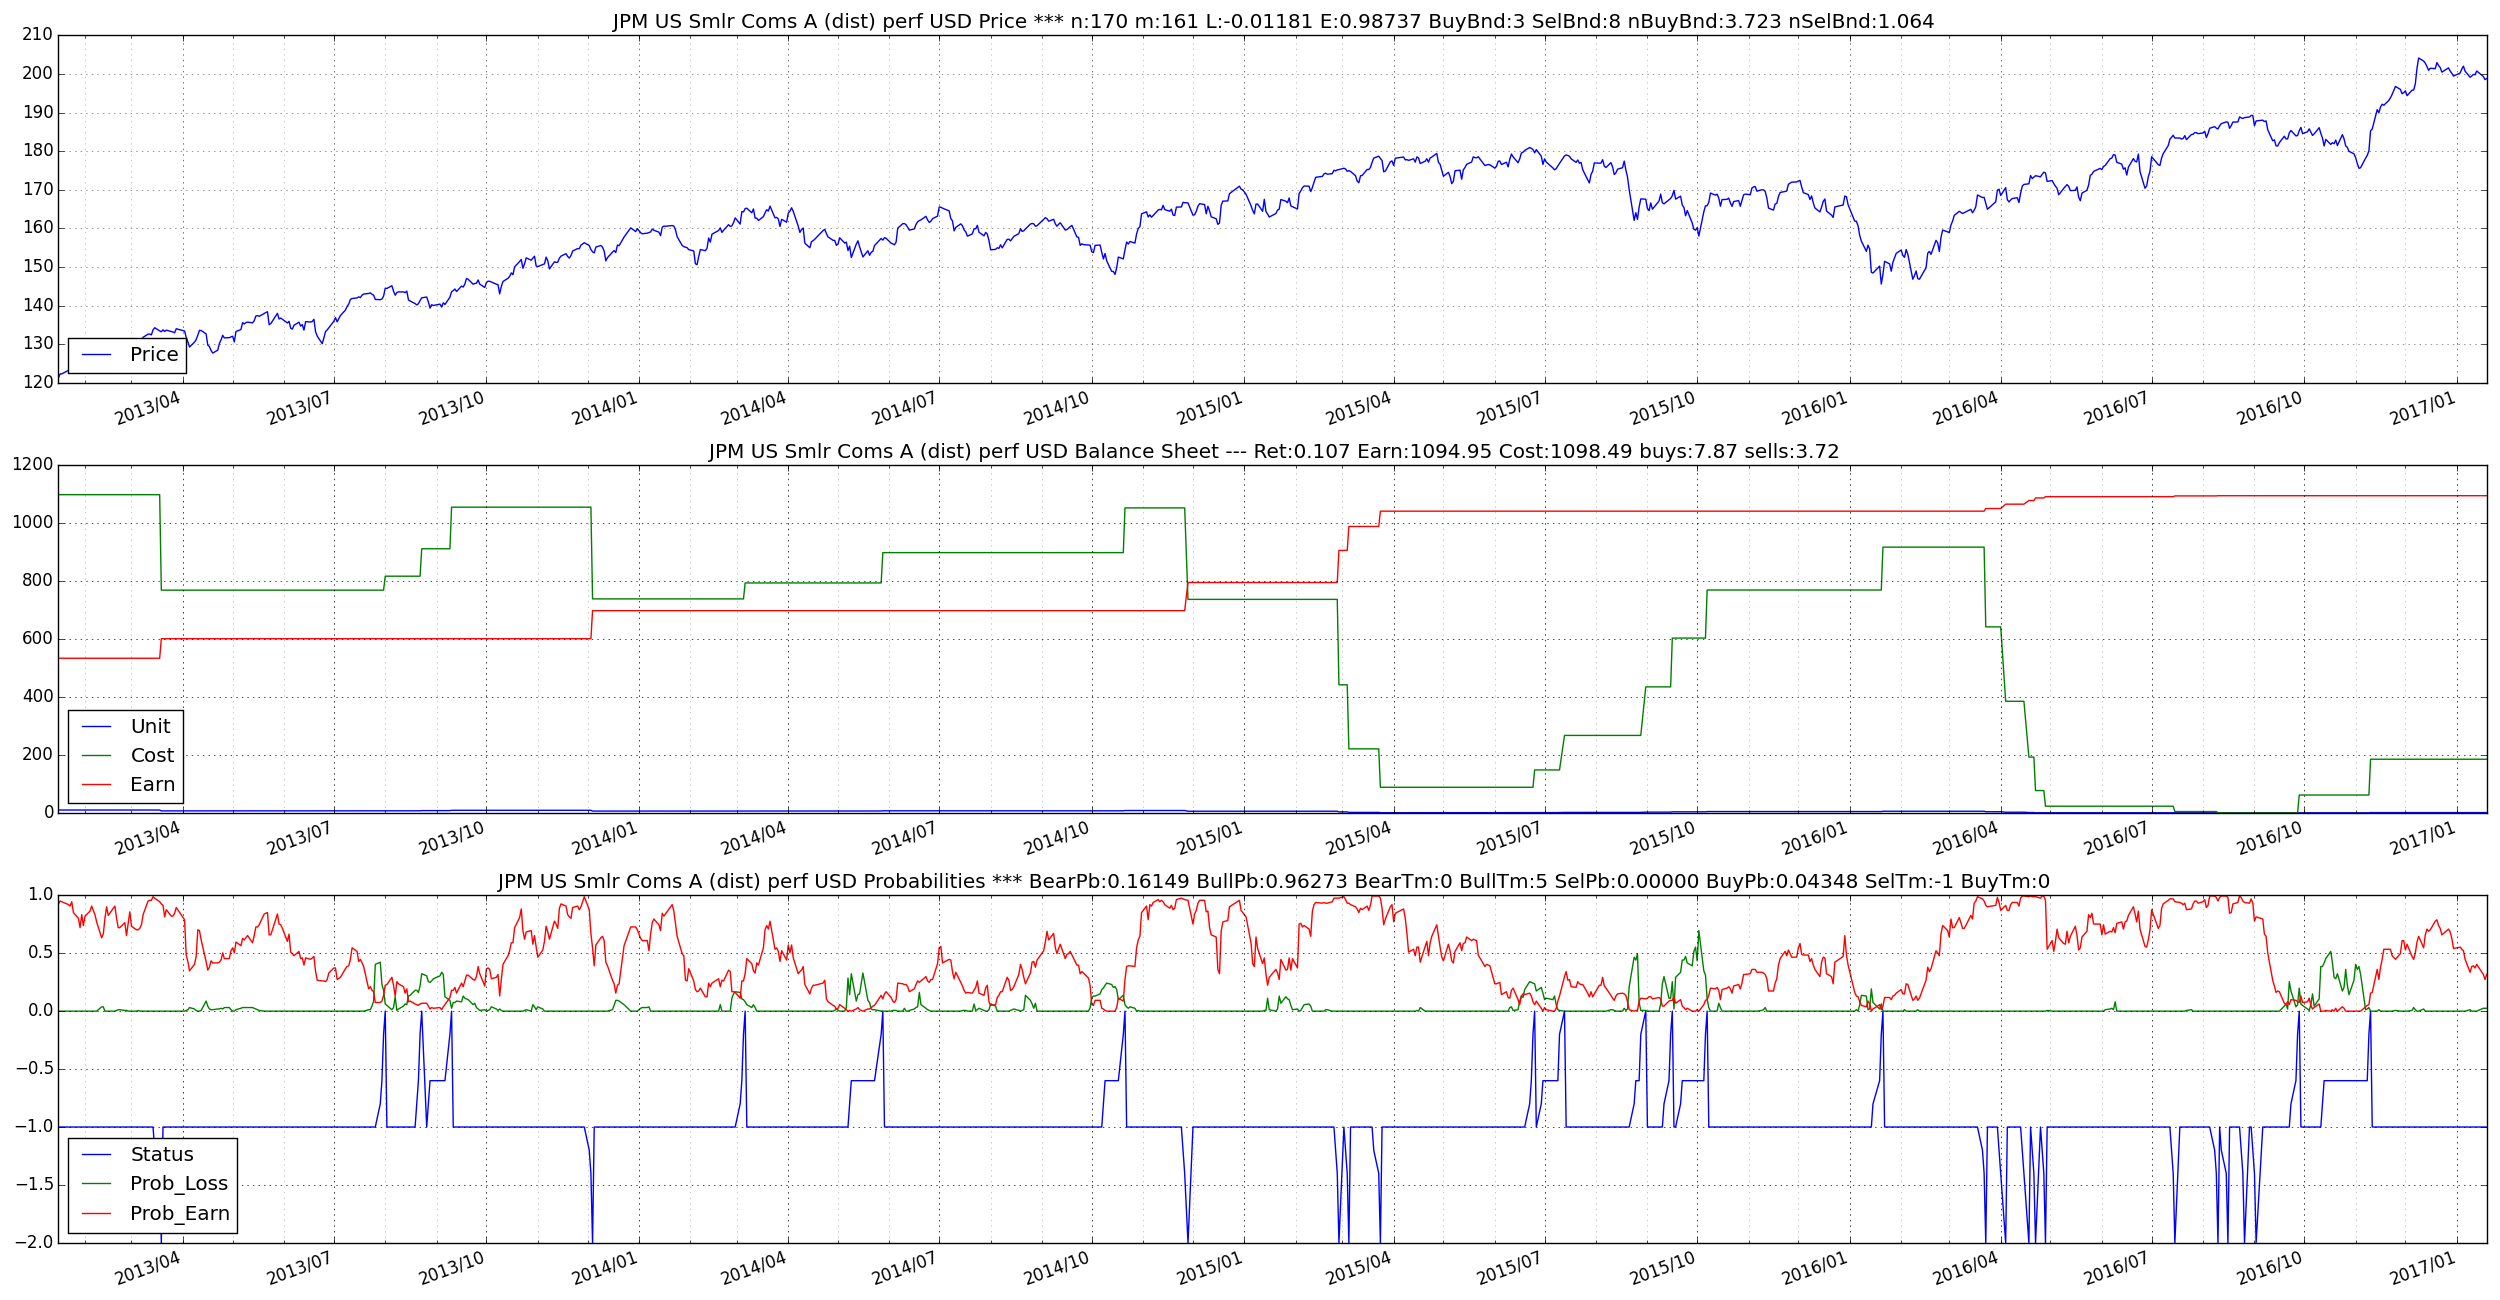 JPM US Smlr Coms A (dist) perf USD Price *** n:170 m:161 L:-0.01181 E:0.98737 BuyBnd:3 SelBnd:8 nBuyBnd:3.723 nSelBnd:1.064
210
200
190
180
170
160
150
140
130
120
Price
2013/04 2013/07 2013/10 2014/01 2014/04 2014/07 2014/10 2015/01 2015/04 2015/07 2015/10 2016/01 2016/04 2016/07 2016/10 2017/01
JPM US Smlr Coms A (dist) perf USD Balance Sheet --- Ret:0.107 Earn:1094.95 Cost:1098.49 buys:7.87 sells:3.72
1200
1000
800
600
400
200
0
Unit
Cost
Earn
2013/04 2013/07 2013/10 2014/01 2014/04 2014/07 2014/10 2015/01 2015/04 2015/07 2015/10 2016/01 2016/04 2016/07 2016/10 2017/01
JPM US Smlr Coms A (dist) perf USD Probabilities *** BearPb:0.16149 BullPb:0.96273 BearTm:0 BullTm:5 SelPb:0.00000 BuyPb:0.04348 SelTm:-1 BuyTm:0
1.0
0.5
0.0
−0.5
−1.0
−1.5
−2.0
Status
Prob_Loss
Prob_Earn
2013/04 2013/07 2013/10 2014/01 2014/04 2014/07 2014/10 2015/01 2015/04 2015/07 2015/10 2016/01 2016/04 2016/07 2016/10 2017/01